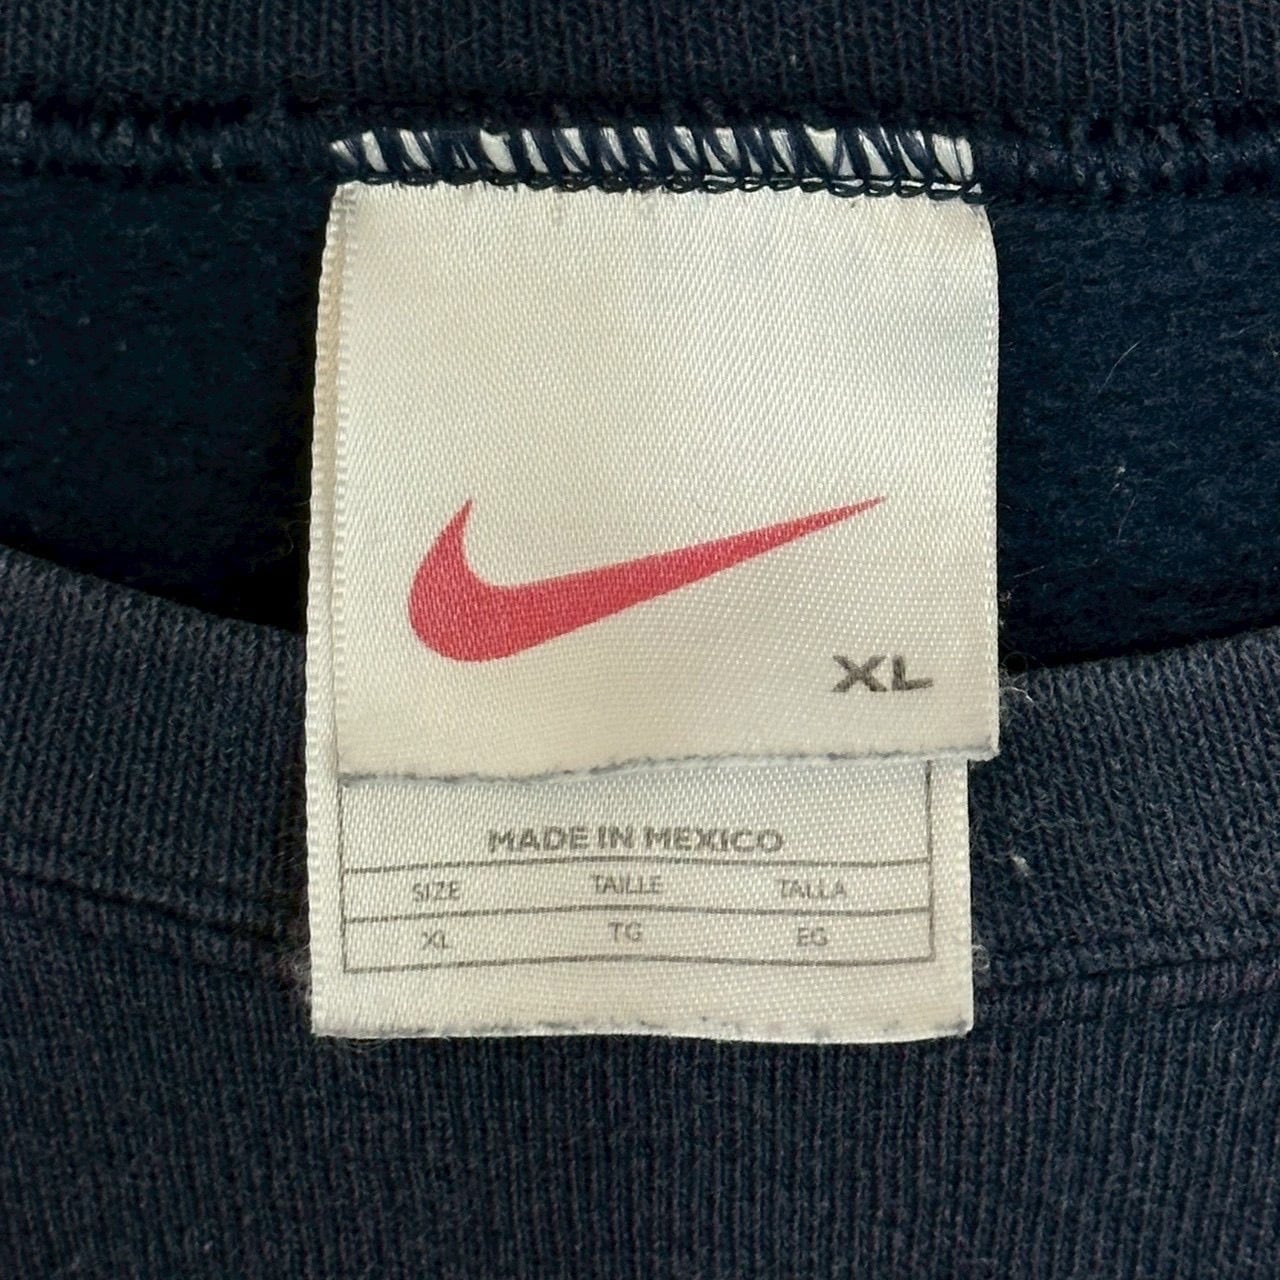 XL
MADE IN MEXICO
SIZE TAILLE TALLA
XL TG EG